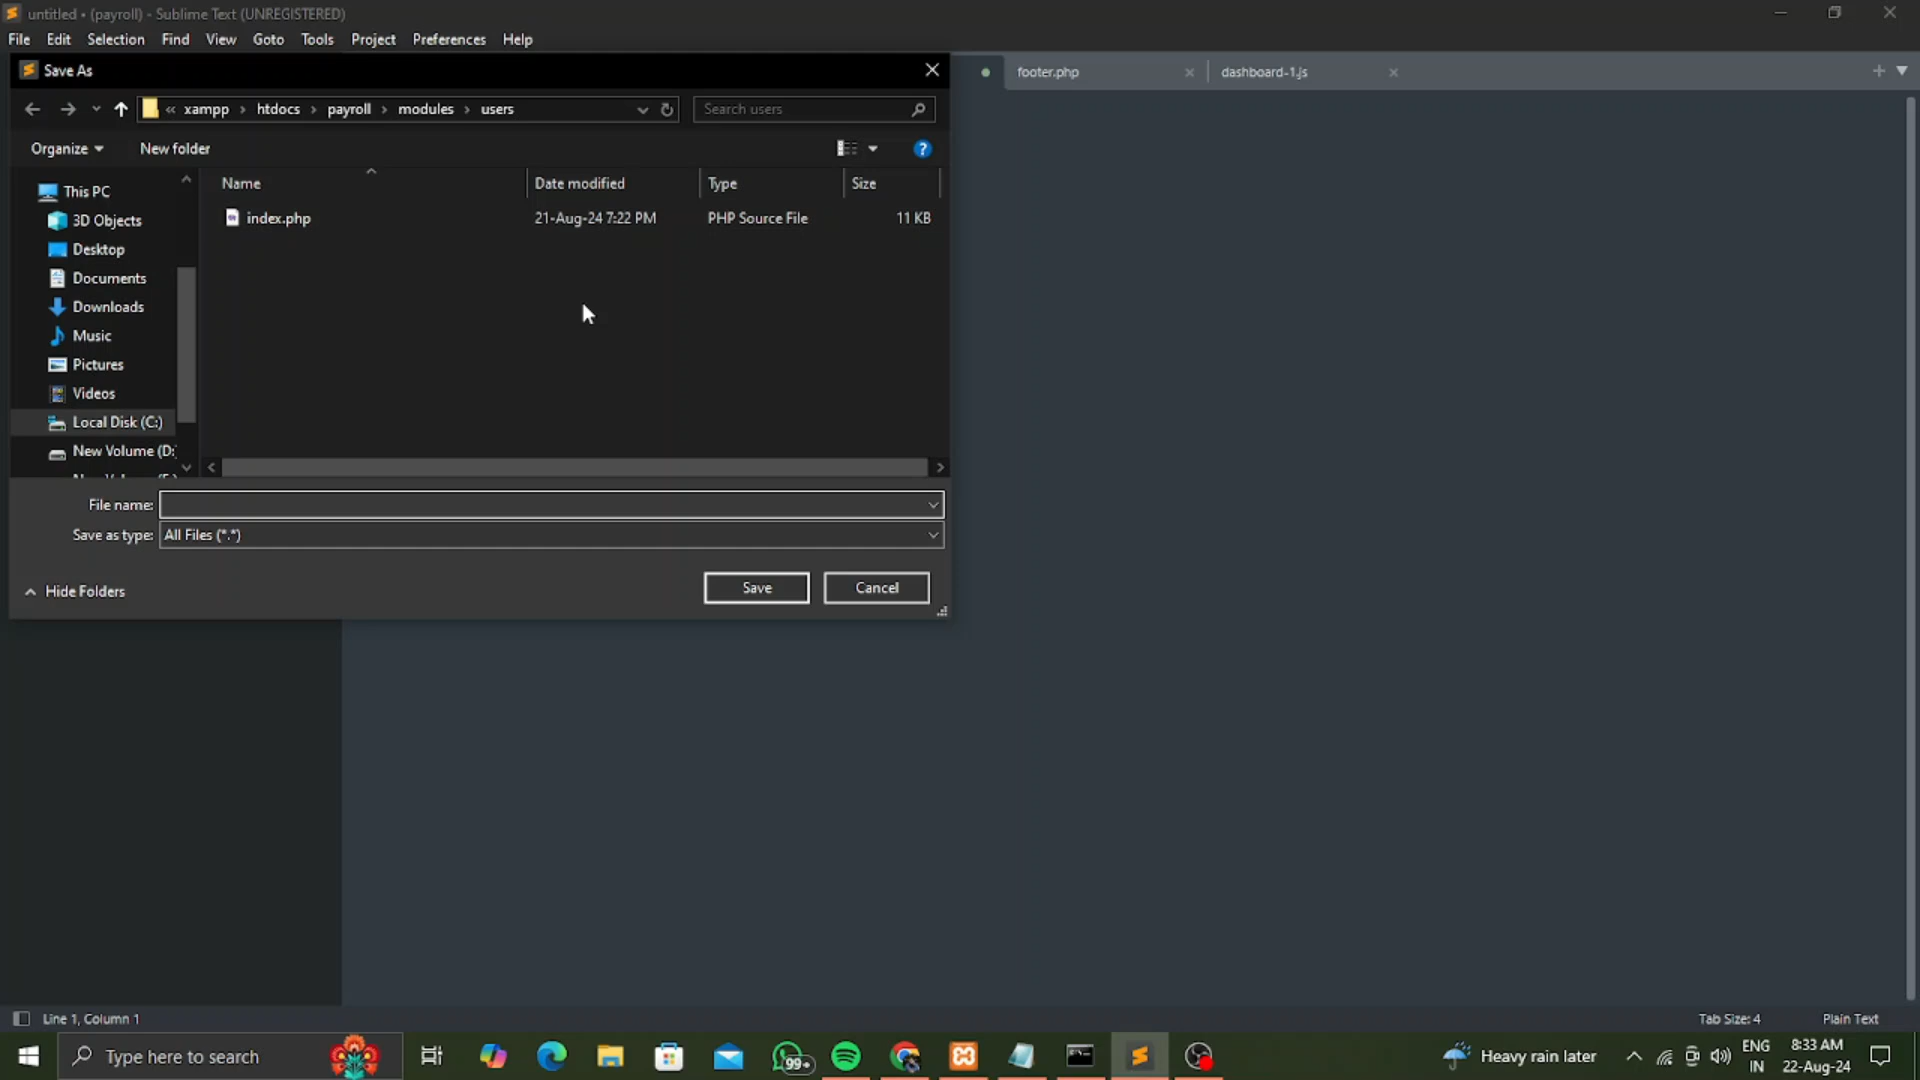 untitled • (payroll) - Sublime Text (UNREGISTERED)
File Edit Selection Find View Goto Tools Project Preferences Help
Save As
footer.php
dashboard-1.js
« xampp › htdocs › payroll › modules › users
Search users
Organize
New folder
Name Date modified Type Size
index.php 21-Aug-24 7:22 PM PHP Source File 11 KB
This PC
3D Objects
Desktop
Documents
Downloads
Music
Pictures
Videos
Local Disk (C:)
New Volume (D:
File name:
Save as type: All Files (*.*)
Hide Folders
Save
Cancel
Line 1, Column 1
Tab Size: 4
Plain Text
Type here to search
99+
Heavy rain later
ENG
IN
8:33 AM
22-Aug-24